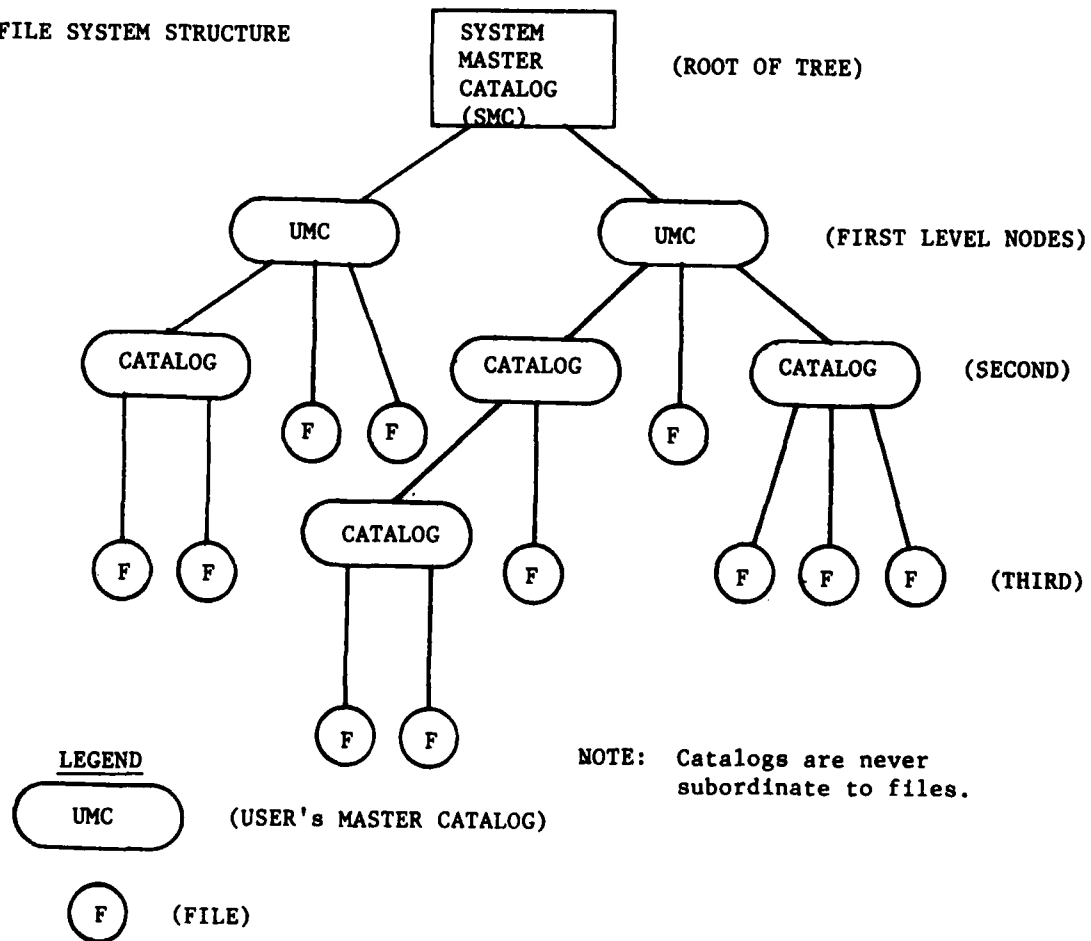 FILE SYSTEM STRUCTURE
SYSTEM
MASTER
CATALOG
(SMC)
(ROOT OF TREE)
UMC
UMC
(FIRST LEVEL NODES)
CATALOG
CATALOG
CATALOG
(SECOND)
F
F
F
CATALOG
F
F
F
F
F
F
(THIRD)
F
F
LEGEND
NOTE: Catalogs are never
subordinate to files.
UMC
(USER's MASTER CATALOG)
F
(FILE)